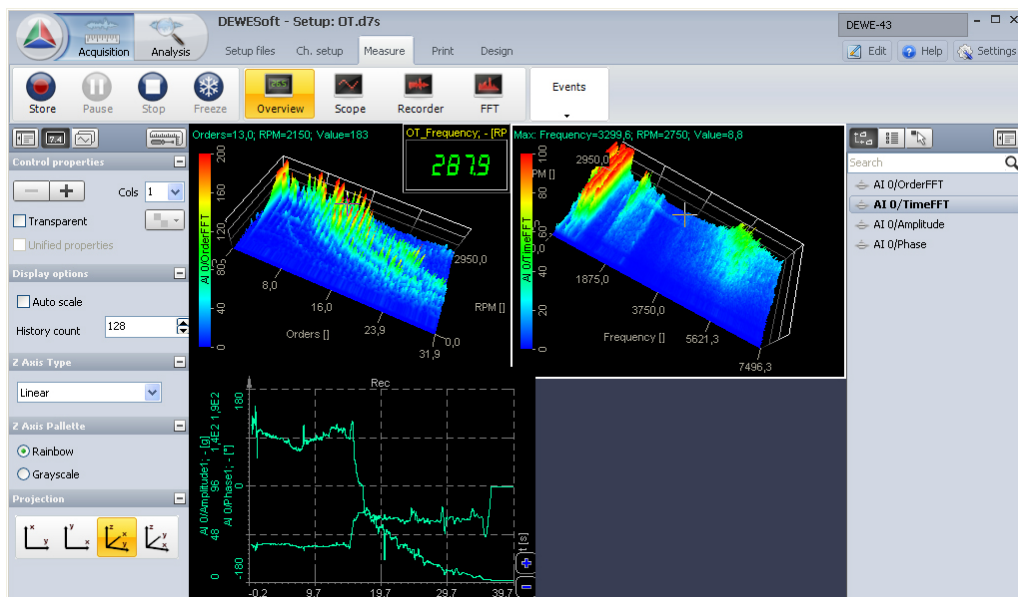 DEWESoft - Setup: OT.d7s
DEWE-43
Acquisition Analysis Setup files Ch. setup Measure Print Design Edit Help Settings
Store Pause Stop Freeze Overview Scope Recorder FFT Events
Control properties
Cols 1
Transparent
Unified properties
Display options
Auto scale
History count 128
Z Axis Type
Linear
Z Axis Pallette
Rainbow
Grayscale
Projection
Orders=13,0; RPM=2150; Value=183
OT_Frequency; - [RP
287.9
AI 0/OrderFFT
200
160
120
80
40
0
8,0
16,0
23,9
31,9
Orders []
2950,0
RPM []
0,0
Max: Frequency=3299,6; RPM=2750; Value=8,8
AI 0/TimeFFT
100
80
60
40
20
0
2950,0
PM []
1875,0
3750,0
5621,3
7496,3
Frequency []
Rec
AI 0/Amplitude1; - [g]
0 48 96 1,4E2 1,9E2
AI 0/Phase1; - [°]
-180 180
-0,2 9,7 19,7 29,7 39,7
t [s]
Search
AI 0/OrderFFT
AI 0/TimeFFT
AI 0/Amplitude
AI 0/Phase